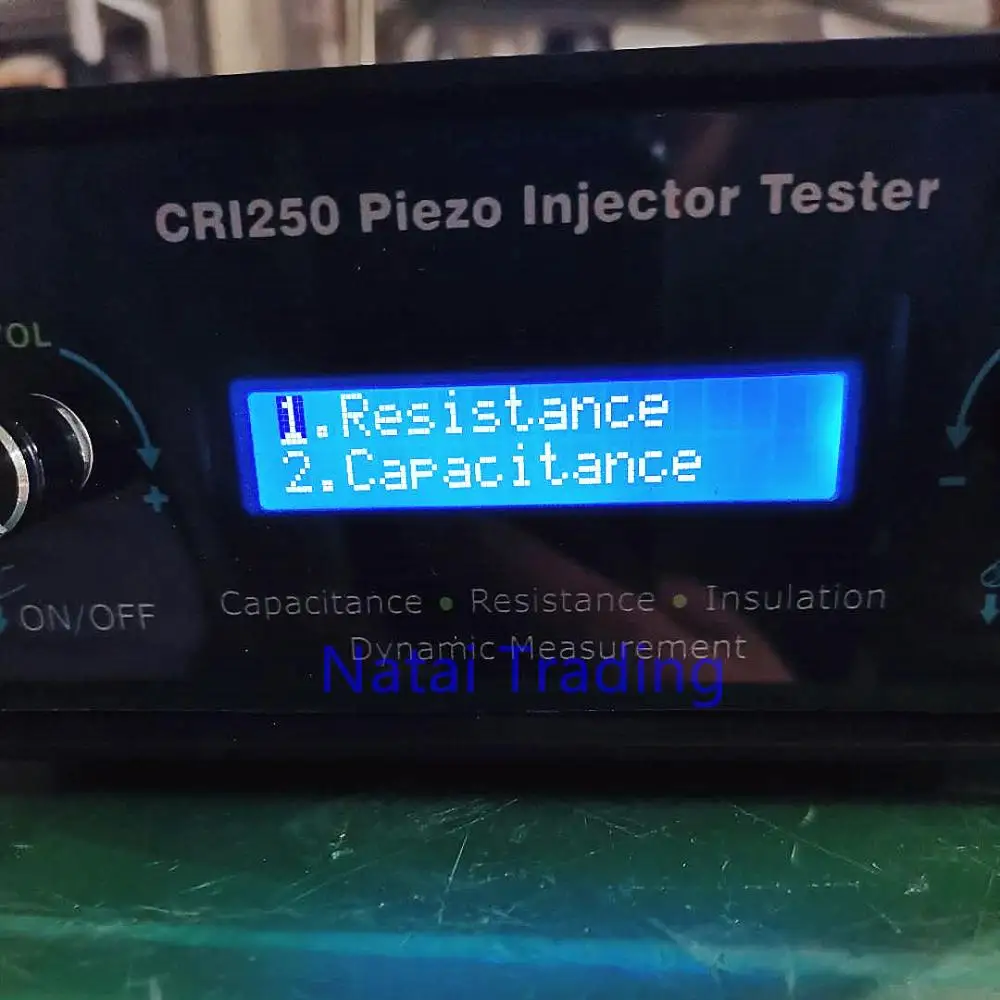 CRI250 Piezo Injector Tester
OL
1.Resistance
2.Capacitance
+
-
ON/OFF
Capacitance • Resistance • Insulation
Dynamic Measurement
Natai Trading